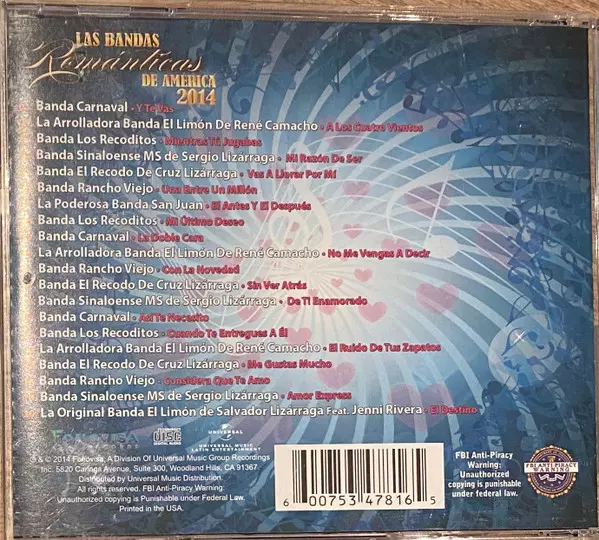 LAS BANDAS
Románticas
DE AMÉRICA
2014
Banda Carnaval - Y Te Vas
La Arrolladora Banda El Limón De René Camacho - A Los Cuatro Vientos
Banda Los Recoditos - Mientras Tú Jugabas
Banda Sinaloense MS de Sergio Lizárraga - Mi Razón De Ser
Banda El Recodo De Cruz Lizárraga - Vas A Llorar Por Mí
Banda Rancho Viejo - Una Entre Un Millón
La Poderosa Banda San Juan - El Antes Y El Después
Banda Los Recoditos - Mi Último Deseo
Banda Carnaval - La Doble Cara
La Arrolladora Banda El Limón De René Camacho - No Me Vengas A Decir
Banda Rancho Viejo - Con La Novedad
Banda El Recodo De Cruz Lizárraga - Sin Ver Atrás
Banda Sinaloense MS de Sergio Lizárraga - De Ti Enamorado
Banda Carnaval - Así Te Necesito
Banda Los Recoditos - Cuando Te Entregues A Él
La Arrolladora Banda El Limón De René Camacho - El Ruido De Tus Zapatos
Banda El Recodo De Cruz Lizárraga - Me Gustas Mucho
Banda Rancho Viejo - Considera Que Te Amo
Banda Sinaloense MS de Sergio Lizárraga - Amor Express
La Original Banda El Limón de Salvador Lizárraga Feat. Jenni Rivera - El Destino
Fonovisa
COMPACT
disc
DIGITAL AUDIO
UNIVERSAL
UNIVERSAL MUSIC
LATIN ENTERTAINMENT
& © 2014 Fonovisa, A Division Of Universal Music Group Recordings
Inc. 5820 Canoga Avenue, Suite 300, Woodland Hills, CA 91367
Distributed by Universal Music Distribution.
All rights reserved. FBI Anti-Piracy Warning:
Unauthorized copying is Punishable under Federal Law.
Printed in the USA.
6 00753 47816 5
FBI Anti-Piracy
Warning:
Unauthorized
copying is punishable
under federal law.
FBI ANTI-PIRACY
WARNING